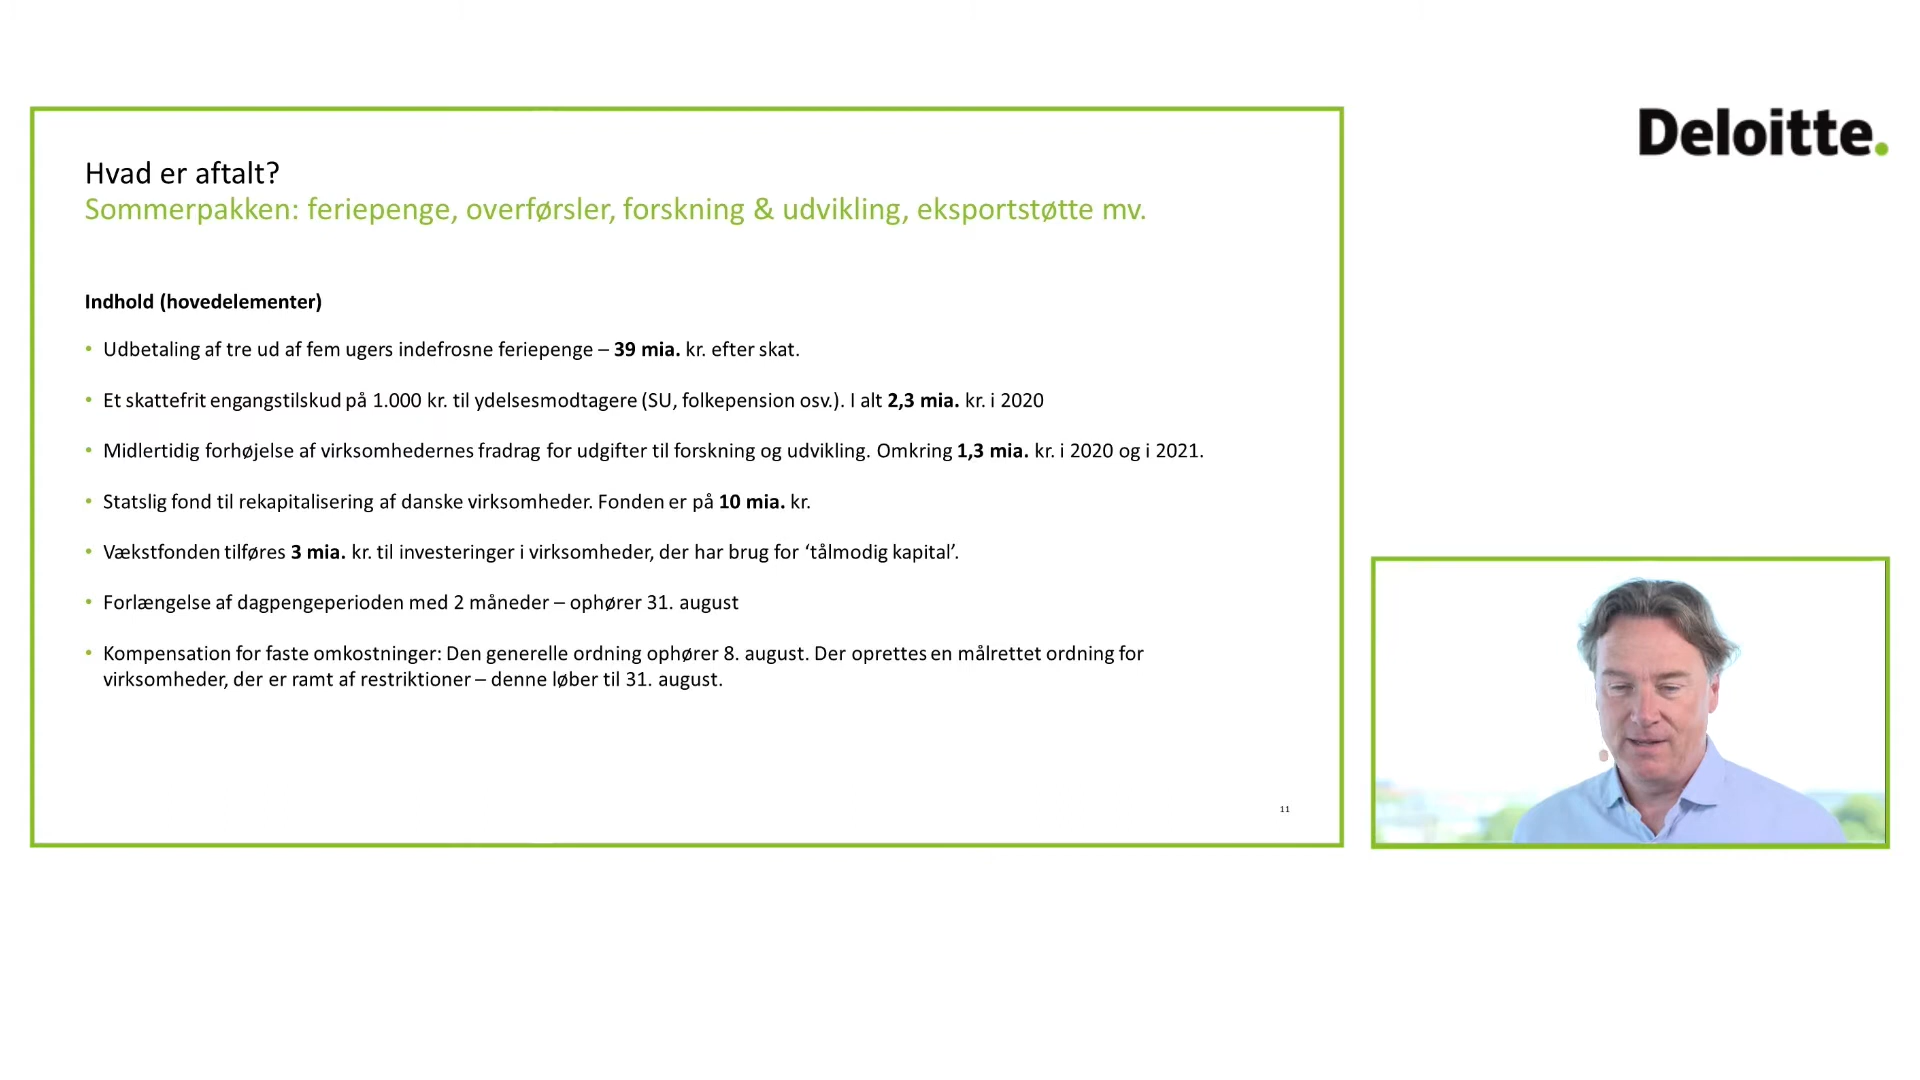 Deloitte.
Hvad er aftalt?
Sommerpakken: feriepenge, overførsler, forskning & udvikling, eksportstøtte mv.
Indhold (hovedelementer)
• Udbetaling af tre ud af fem ugers indefrosne feriepenge – 39 mia. kr. efter skat.
• Et skattefrit engangstilskud på 1.000 kr. til ydelsesmodtagere (SU, folkepension osv.). I alt 2,3 mia. kr. i 2020
• Midlertidig forhøjelse af virksomhedernes fradrag for udgifter til forskning og udvikling. Omkring 1,3 mia. kr. i 2020 og i 2021.
• Statslig fond til rekapitalisering af danske virksomheder. Fonden er på 10 mia. kr.
• Vækstfonden tilføres 3 mia. kr. til investeringer i virksomheder, der har brug for ‘tålmodig kapital’.
• Forlængelse af dagpengeperioden med 2 måneder – ophører 31. august
• Kompensation for faste omkostninger: Den generelle ordning ophører 8. august. Der oprettes en målrettet ordning for
virksomheder, der er ramt af restriktioner – denne løber til 31. august.
11